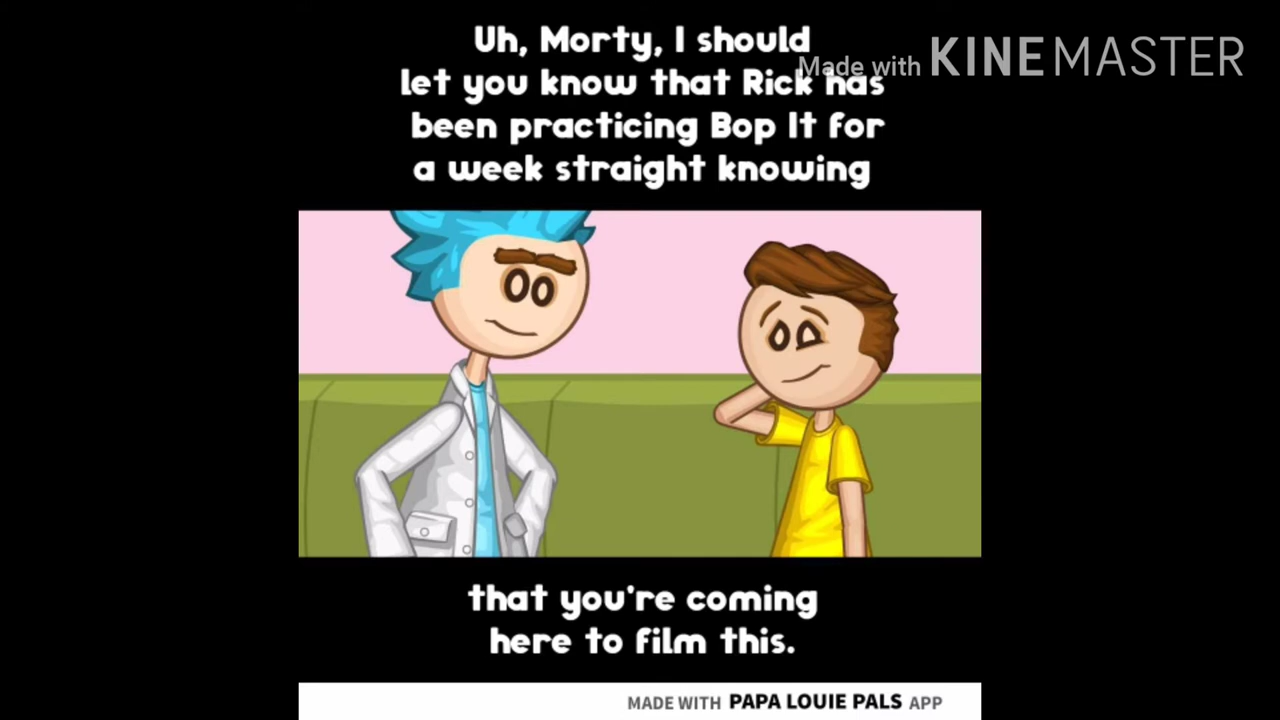 Uh, Morty, I should
Made with KINEMASTER
let you know that Rick has
been practicing Bop It for
a week straight knowing
that you're coming
here to film this.
MADE WITH PAPA LOUIE PALS APP